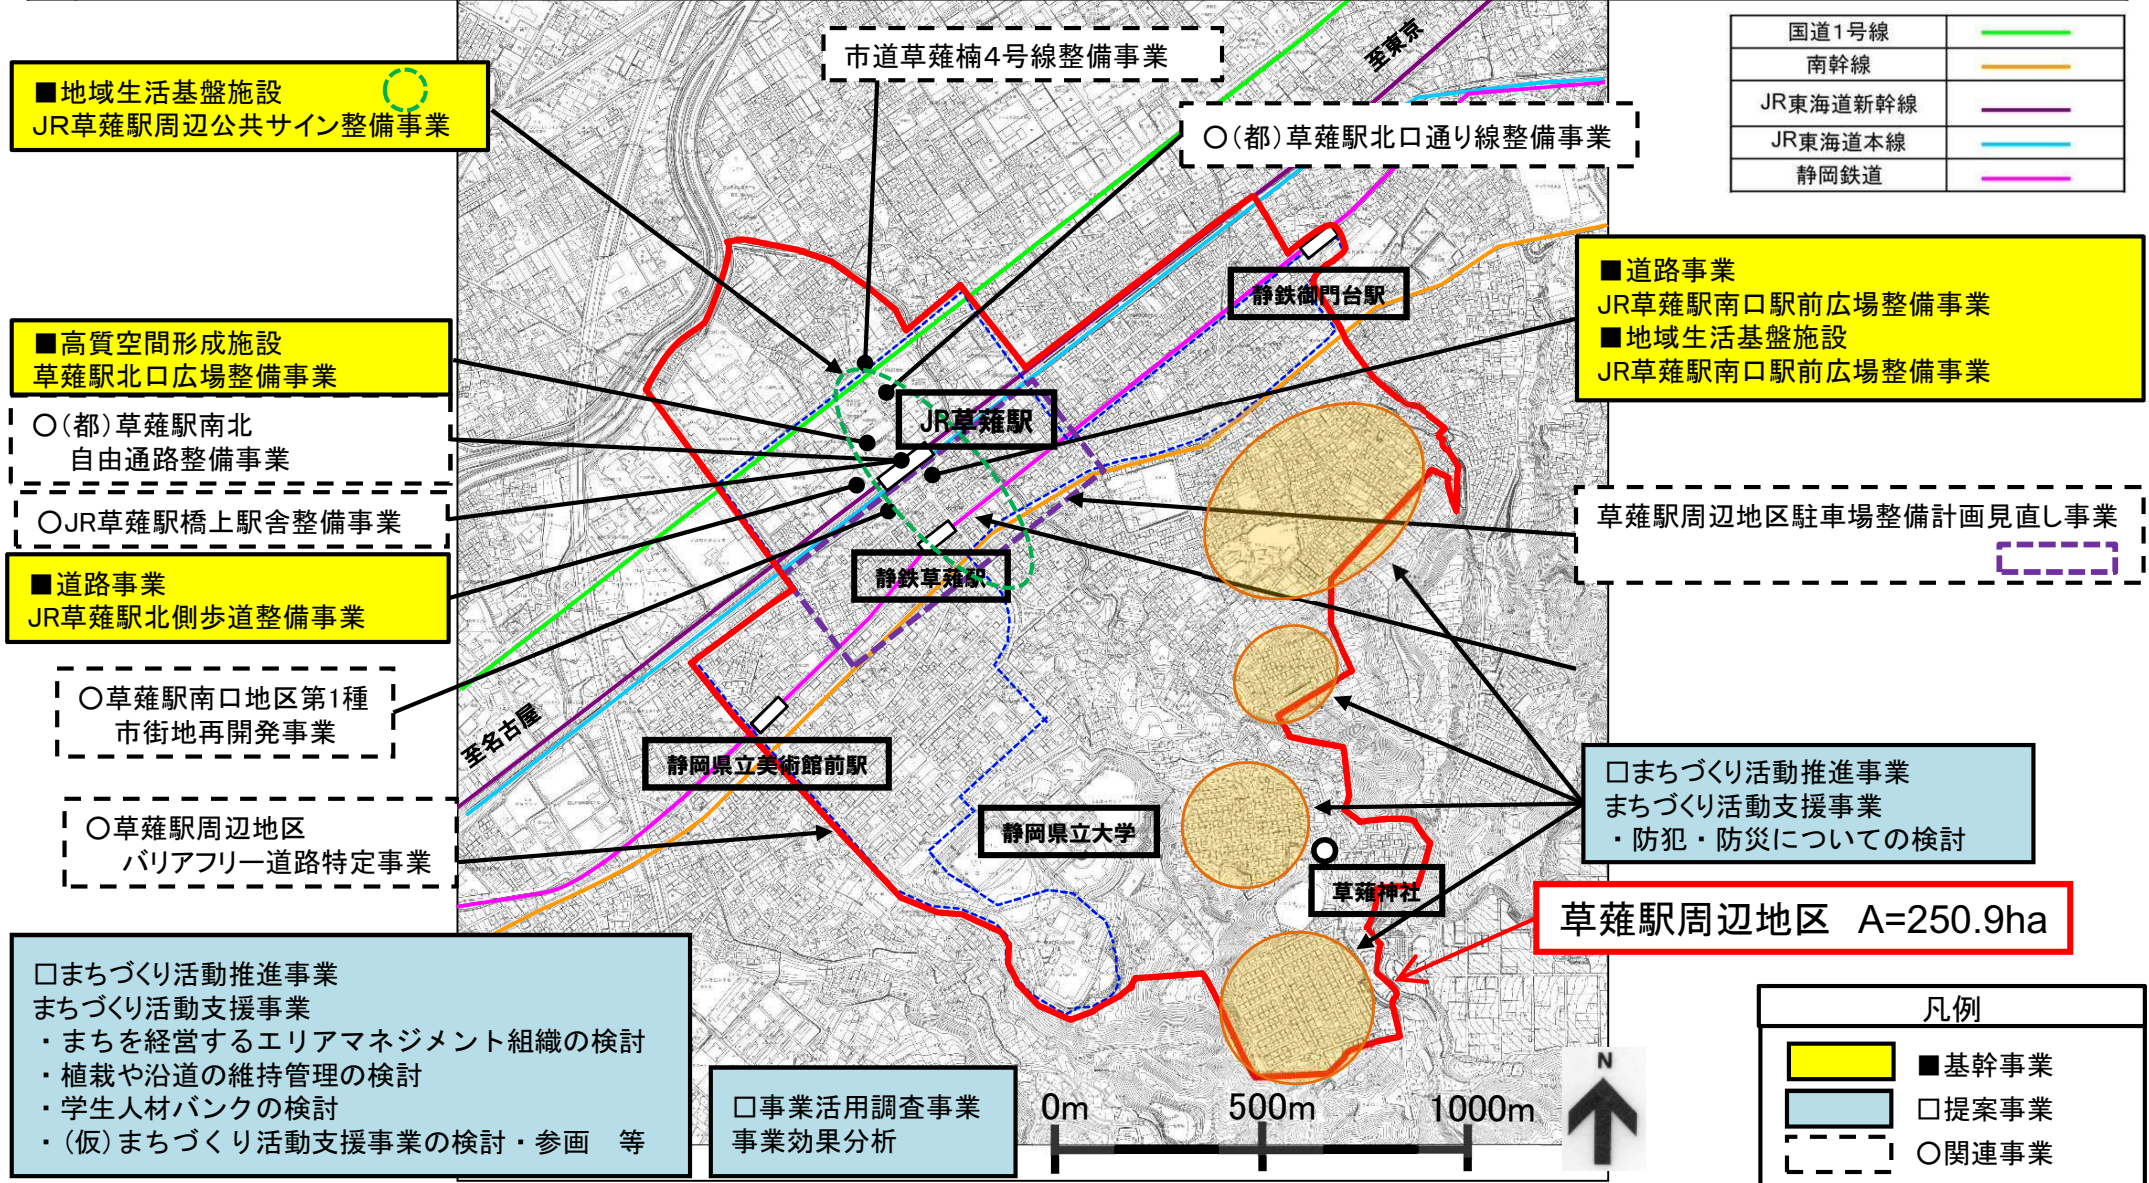 ■地域生活基盤施設
JR草薙駅周辺公共サイン整備事業
市道草薙楠4号線整備事業
○(都)草薙駅北口通り線整備事業
至東京
国道1号線
南幹線
JR東海道新幹線
JR東海道本線
静岡鉄道
■高質空間形成施設
草薙駅北口広場整備事業
○(都)草薙駅南北
自由通路整備事業
○JR草薙駅橋上駅舎整備事業
■道路事業
JR草薙駅北側歩道整備事業
○草薙駅南口地区第1種
市街地再開発事業
○草薙駅周辺地区
バリアフリー道路特定事業
至名古屋
静鉄御門台駅
JR草薙駅
静鉄草薙駅
静岡県立美術館前駅
静岡県立大学
草薙神社
■道路事業
JR草薙駅南口駅前広場整備事業
■地域生活基盤施設
JR草薙駅南口駅前広場整備事業
草薙駅周辺地区駐車場整備計画見直し事業
□まちづくり活動推進事業
まちづくり活動支援事業
・防犯・防災についての検討
草薙駅周辺地区 A=250.9ha
□まちづくり活動推進事業
まちづくり活動支援事業
・まちを経営するエリアマネジメント組織の検討
・植栽や沿道の維持管理の検討
・学生人材バンクの検討
・(仮)まちづくり活動支援事業の検討・参画 等
□事業活用調査事業
事業効果分析
0m 500m 1000m
N
凡例
■基幹事業
□提案事業
○関連事業